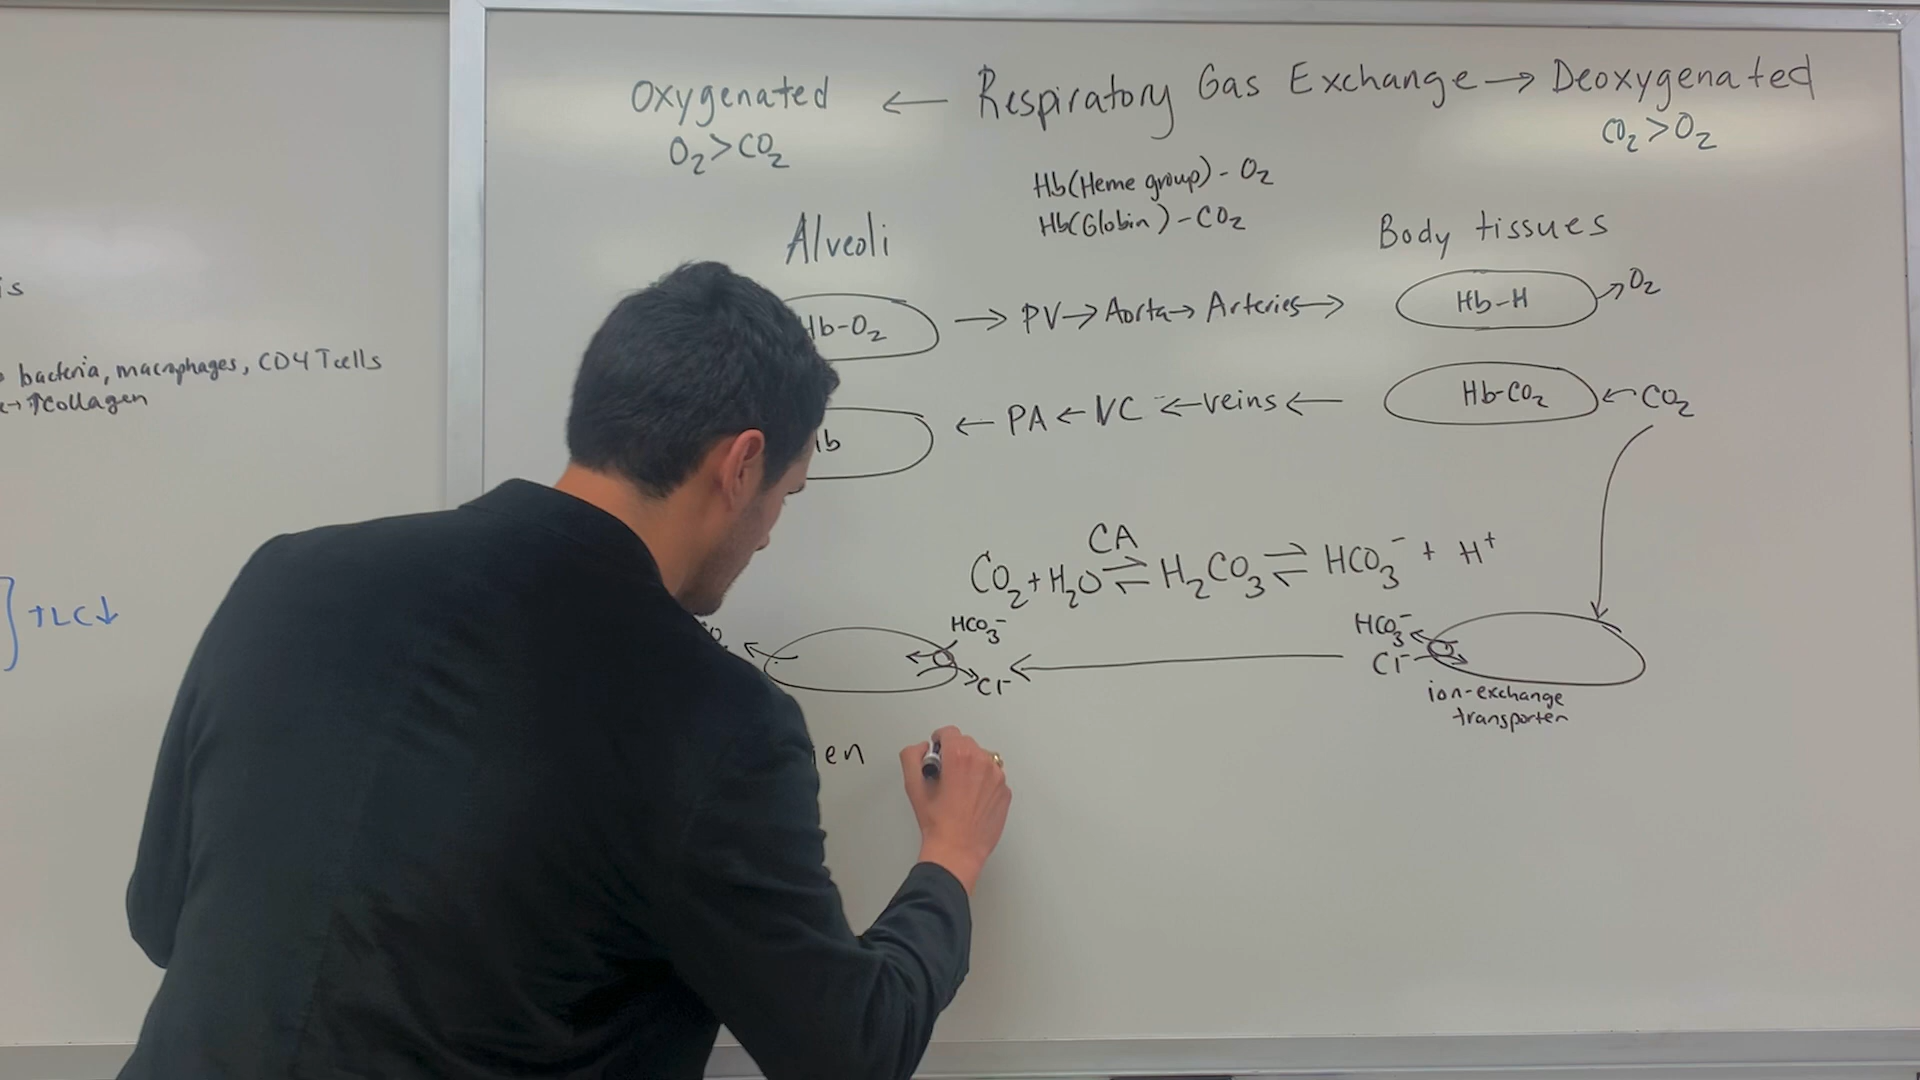 Oxygenated ← Respiratory Gas Exchange → Deoxygenated
O₂>CO₂
CO₂>O₂
Hb(Heme group) - O₂
Hb(Globin) - CO₂
Alveoli
Body tissues
Hb-O₂ → PV → Aorta → Arteries → Hb-H → O₂
← PA ← VC ← veins ← Hb-CO₂ ← CO₂
CA
CO₂ + H₂O ⇌ H₂CO₃ ⇌ HCO₃⁻ + H⁺
HCO₃⁻
Cl⁻
HCO₃⁻
Cl⁻
ion-exchange
transporter
bacteria, macrophages, CD4 Tcells
→ ↑Collagen
TLC↓